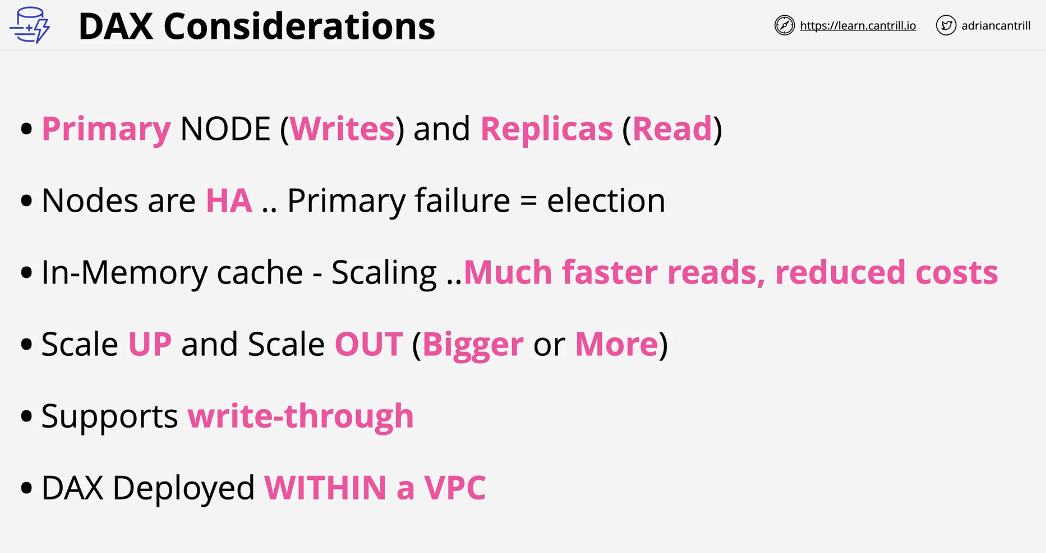 DAX Considerations
https://learn.cantrill.io
adriancantrill
• Primary NODE (Writes) and Replicas (Read)
• Nodes are HA .. Primary failure = election
• In-Memory cache - Scaling ..Much faster reads, reduced costs
• Scale UP and Scale OUT (Bigger or More)
• Supports write-through
• DAX Deployed WITHIN a VPC